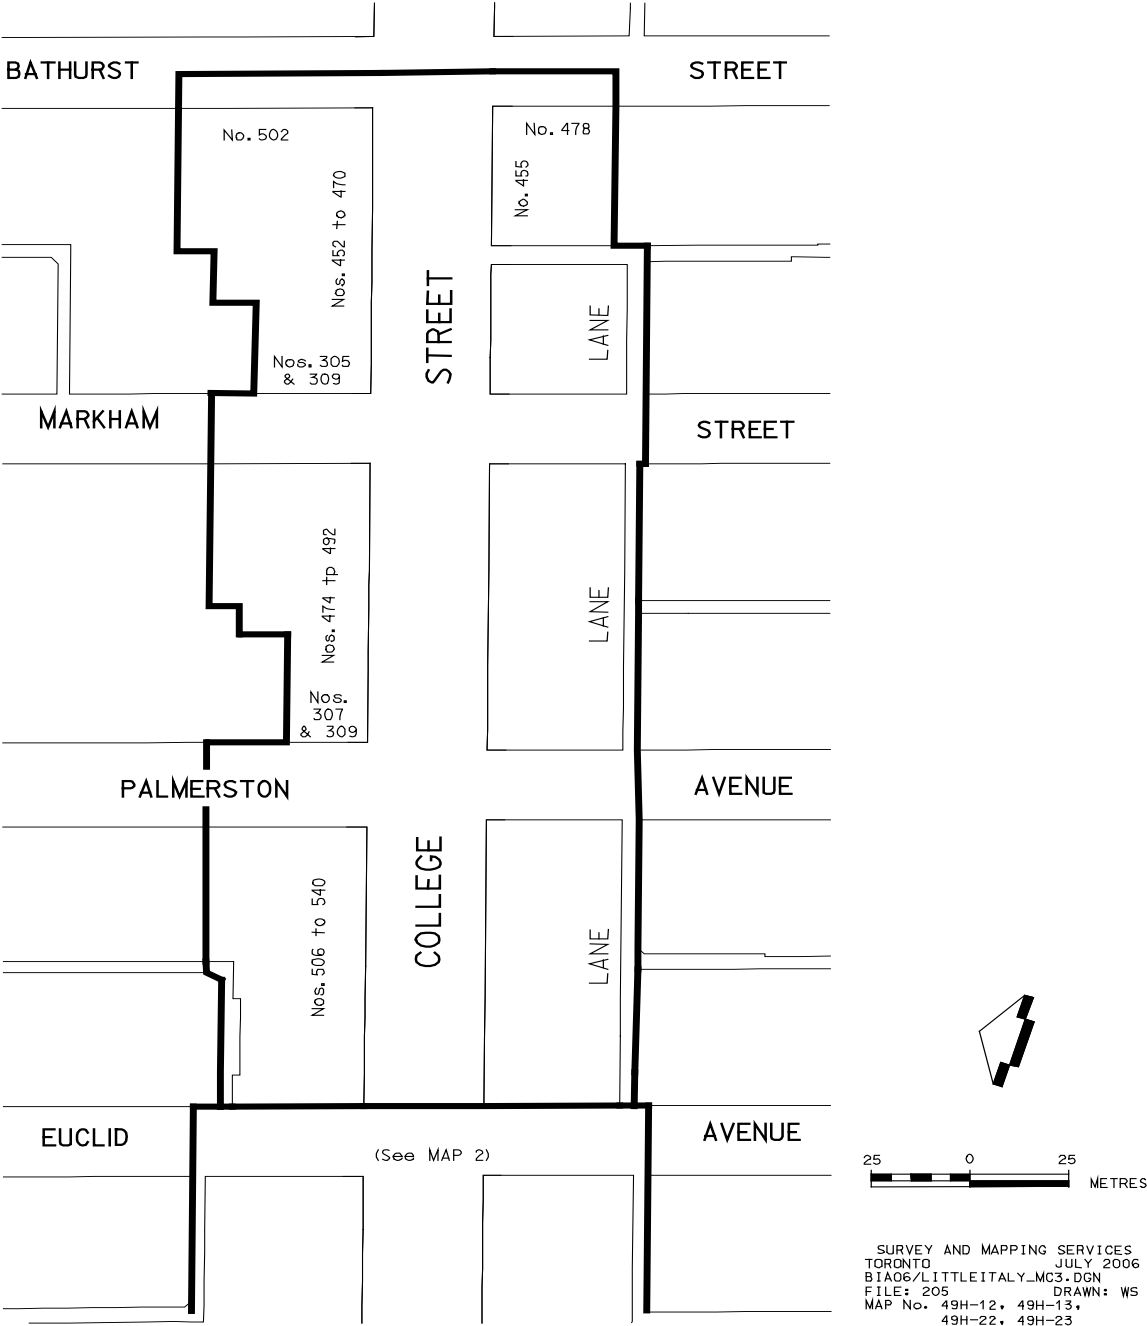 BATHURST STREET
No. 502
No. 478
Nos. 452 to 470
No. 455
STREET
LANE
Nos. 305
& 309
MARKHAM STREET
Nos. 474 tp 492
LANE
Nos.
307
& 309
PALMERSTON AVENUE
COLLEGE
Nos. 506 to 540
LANE
EUCLID AVENUE
(See MAP 2)
25 0 25
METRES
SURVEY AND MAPPING SERVICES
TORONTO JULY 2006
BIA06/LITTLEITALY_MC3.DGN
FILE: 205 DRAWN: WS
MAP No. 49H-12, 49H-13,
49H-22, 49H-23